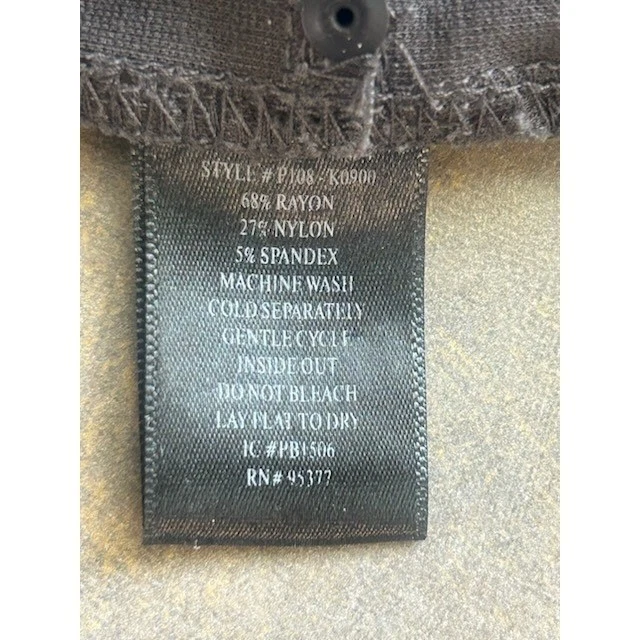 STYLE # P108 - K0900
68% RAYON
27% NYLON
5% SPANDEX
MACHINE WASH
COLD SEPARATELY
GENTLE CYCLE
INSIDE OUT
DO NOT BLEACH
LAY FLAT TO DRY
IC #PB1506
RN# 95377